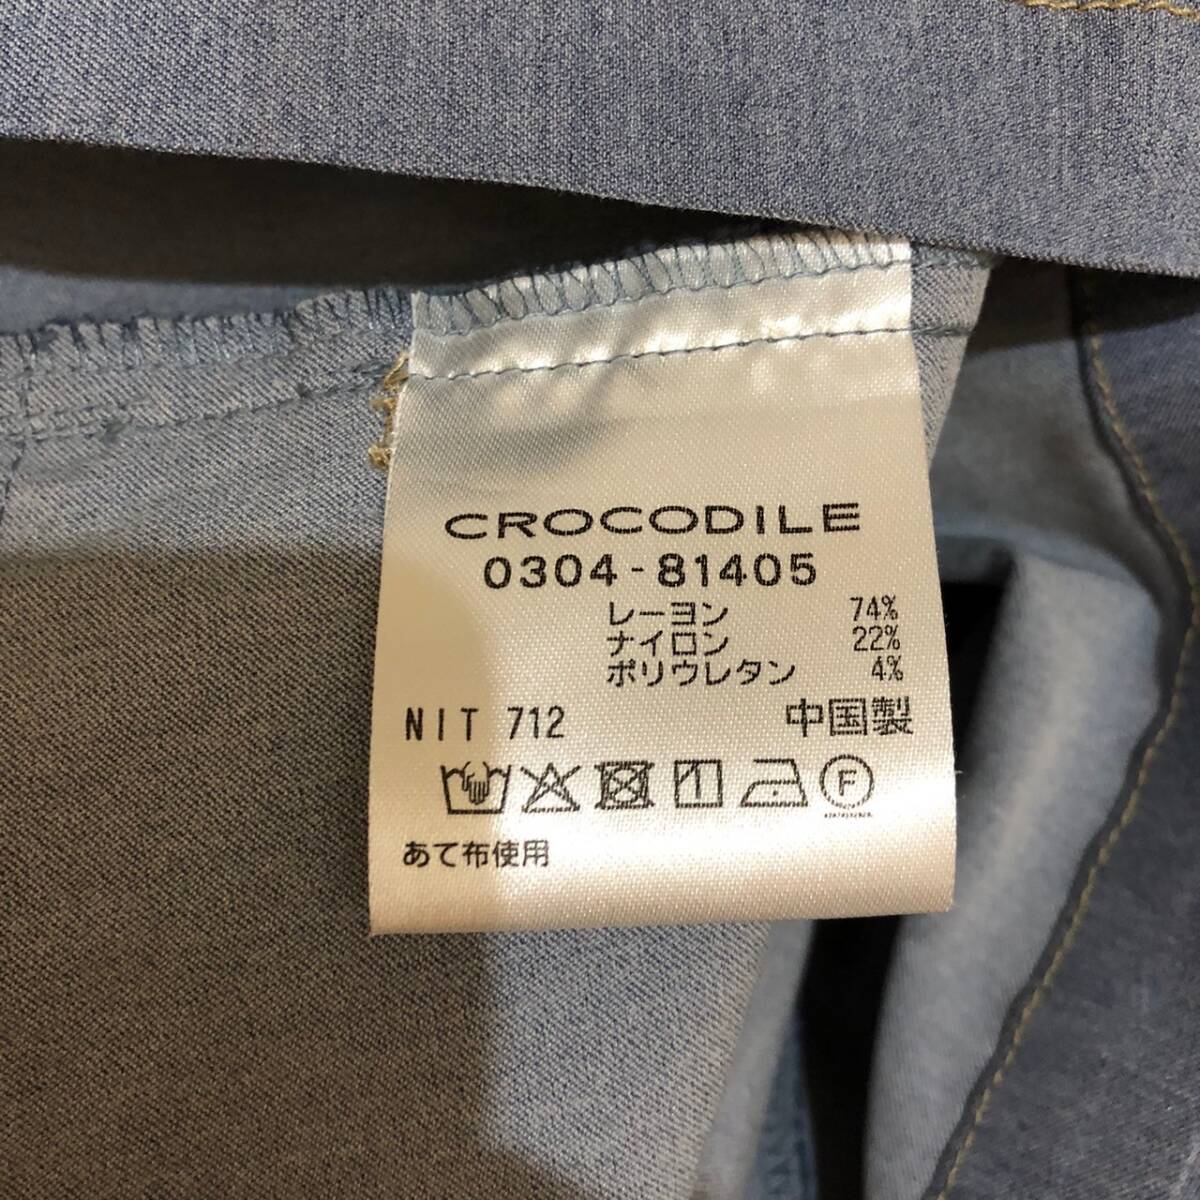 CROCODILE
0304-81405
レーヨン 74%
ナイロン 22%
ポリウレタン 4%
NIT 712 中国製
F
あて布使用